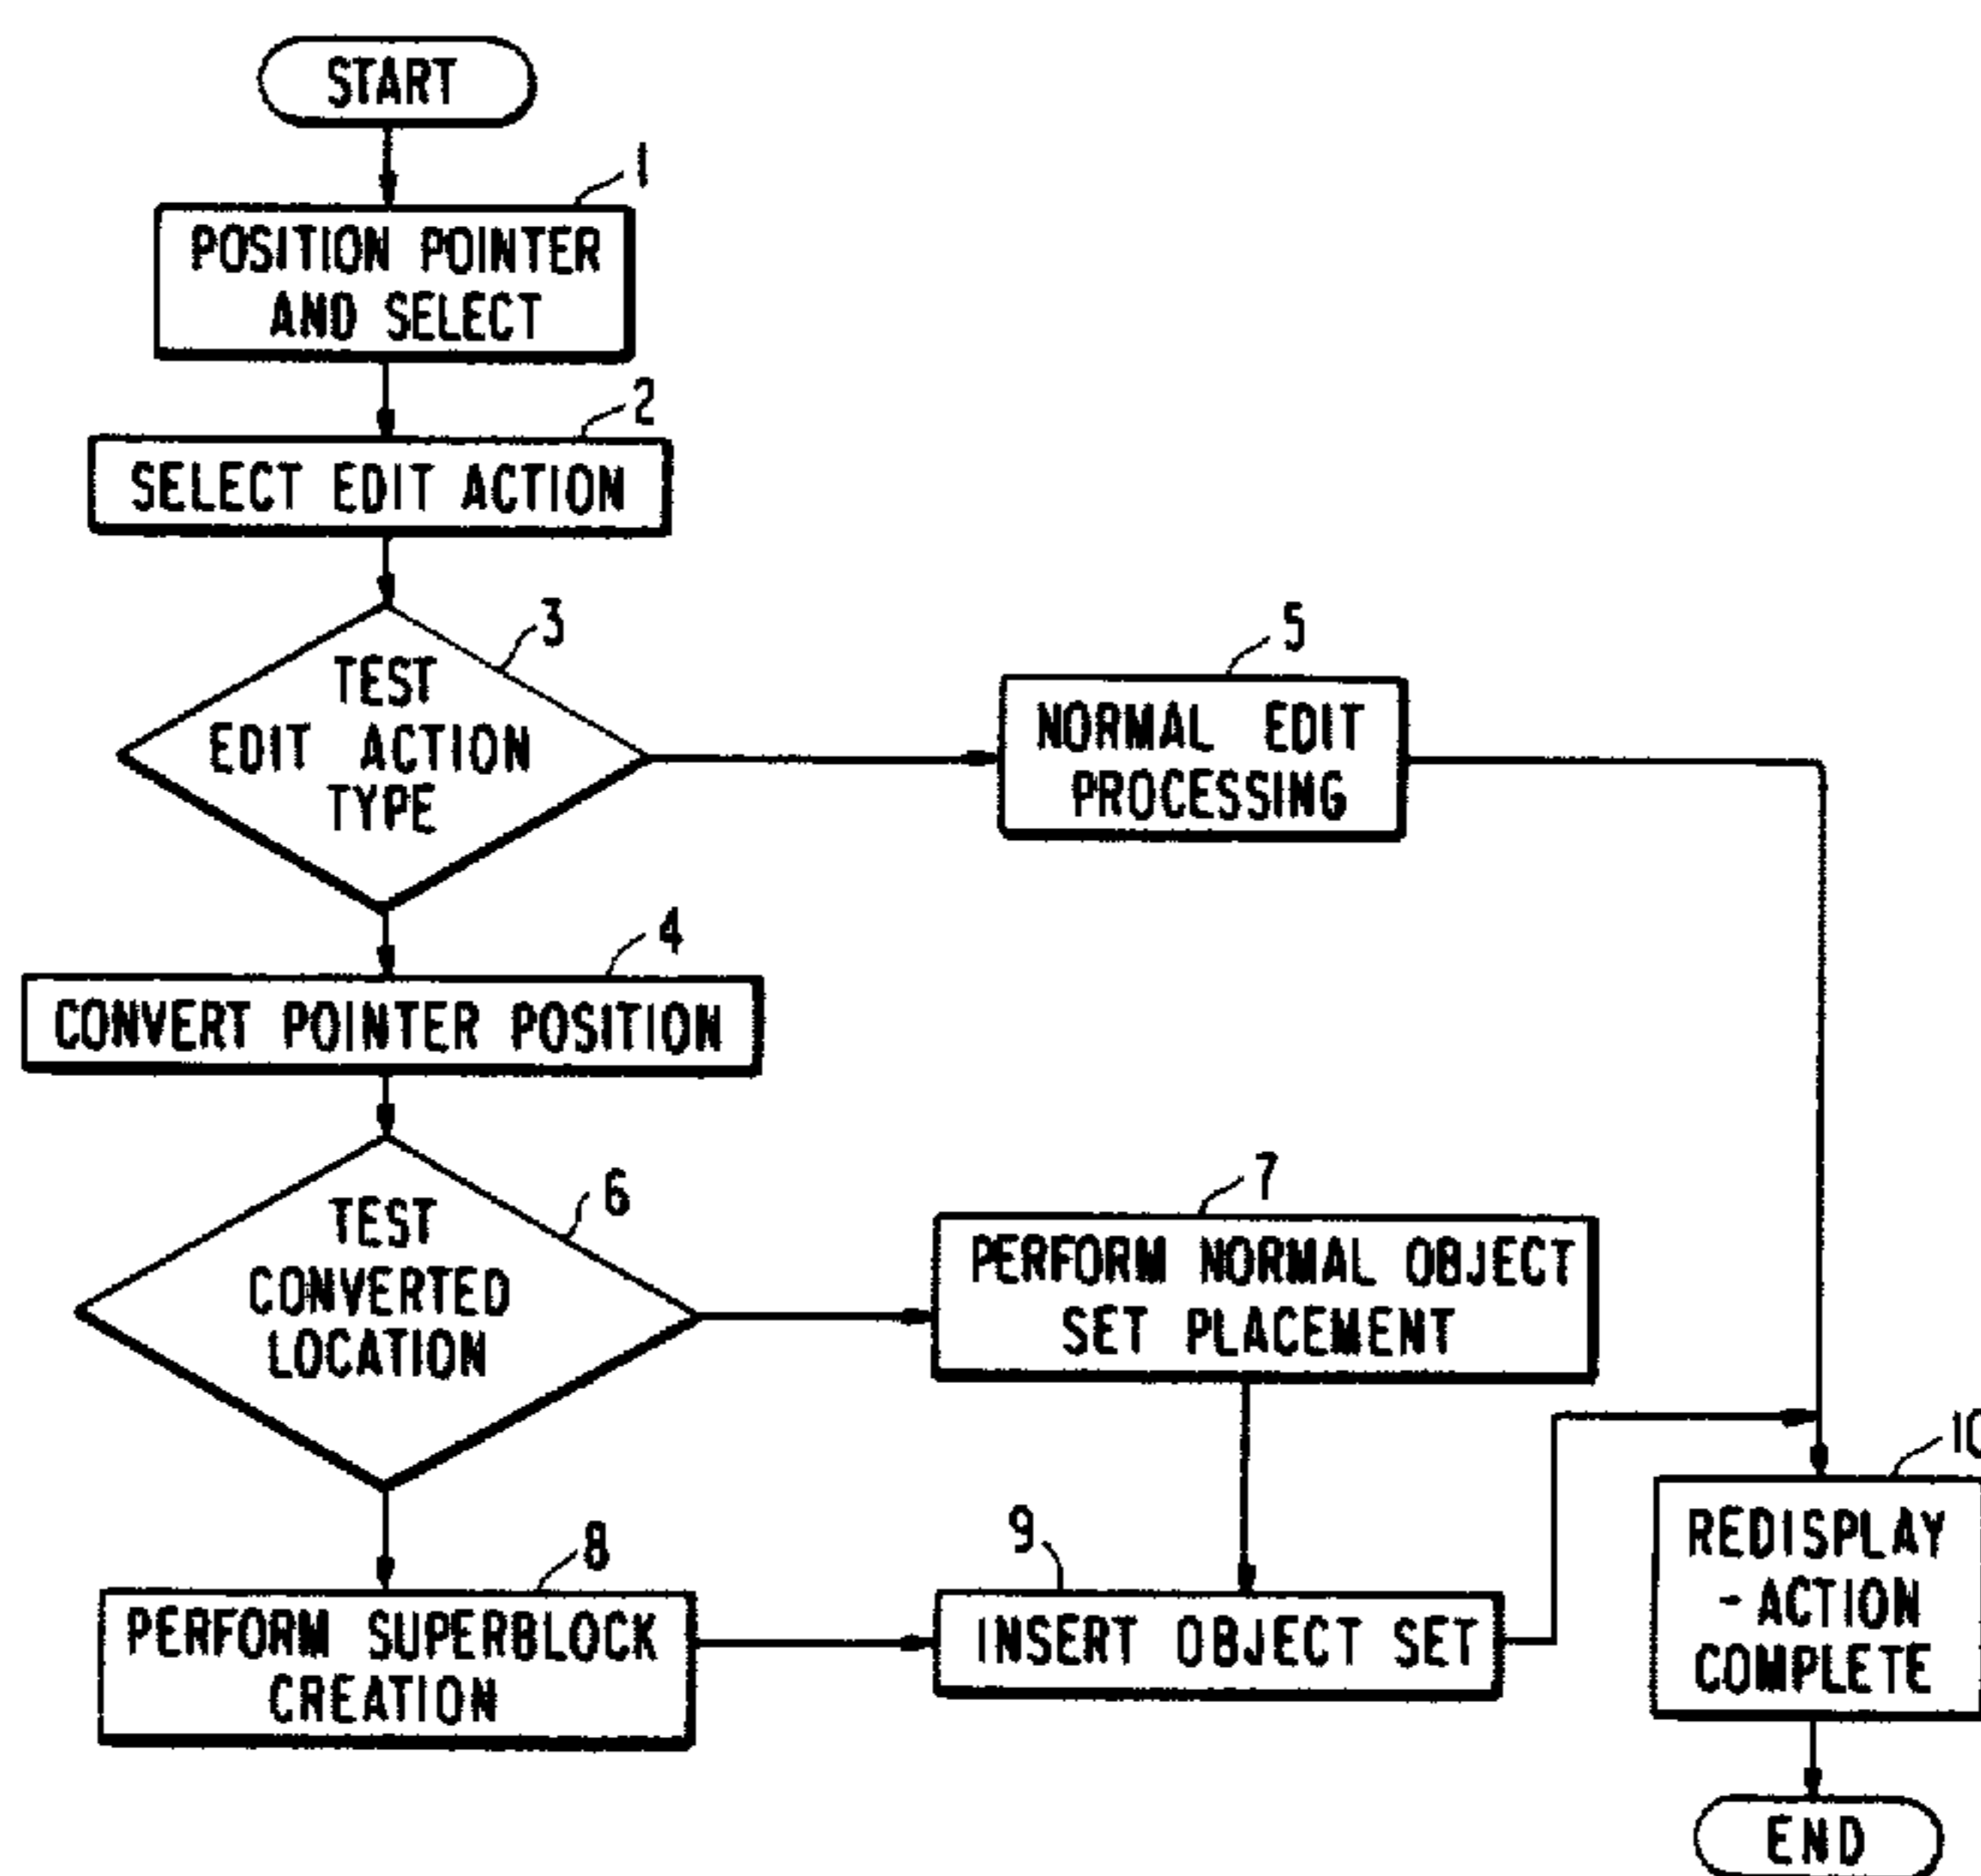 START
1
POSITION POINTER
AND SELECT
2
SELECT EDIT ACTION
3
TEST
EDIT ACTION
TYPE
5
NORMAL EDIT
PROCESSING
4
CONVERT POINTER POSITION
6
TEST
CONVERTED
LOCATION
7
PERFORM NORMAL OBJECT
SET PLACEMENT
8
PERFORM SUPERBLOCK
CREATION
9
INSERT OBJECT SET
10
REDISPLAY
- ACTION
COMPLETE
END